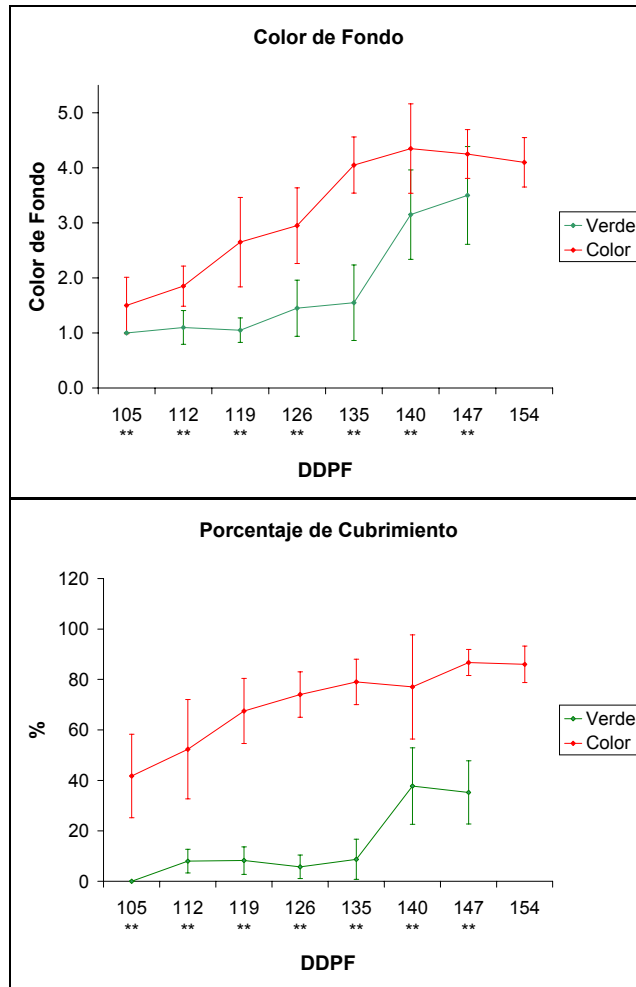 Color de Fondo
5.0
4.0
3.0
2.0
1.0
0.0
Color de Fondo
Verde
Color
105 112 119 126 135 140 147 154
** ** ** ** ** ** **
DDPF
Porcentaje de Cubrimiento
120
100
80
60
40
20
0
%
Verde
Color
105 112 119 126 135 140 147 154
** ** ** ** ** ** **
DDPF